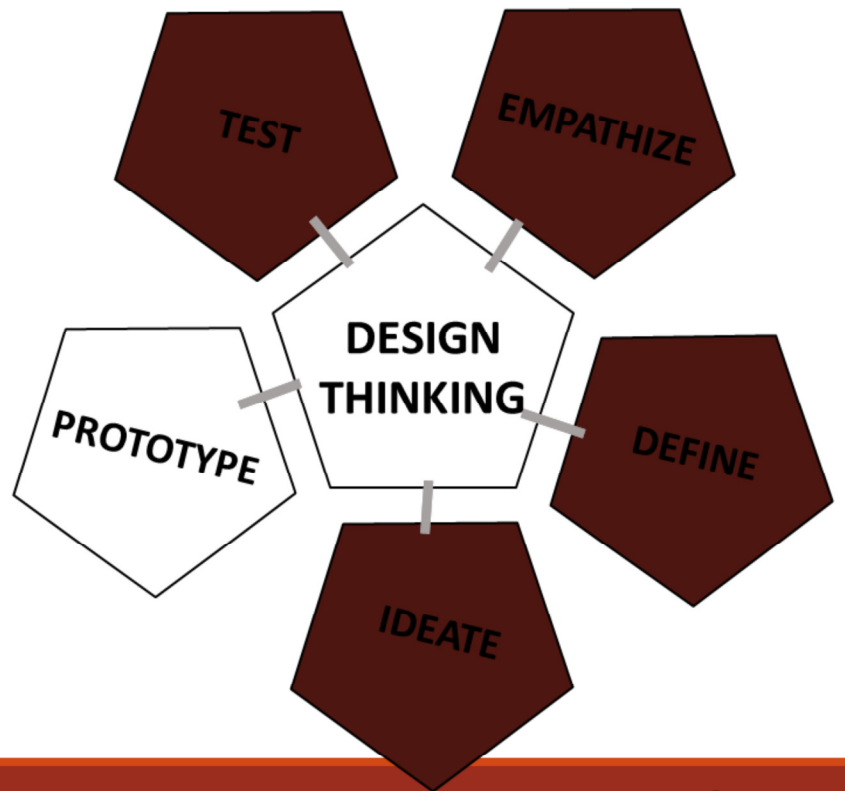 TEST
EMPATHIZE
DESIGN
THINKING
PROTOTYPE
DEFINE
IDEATE